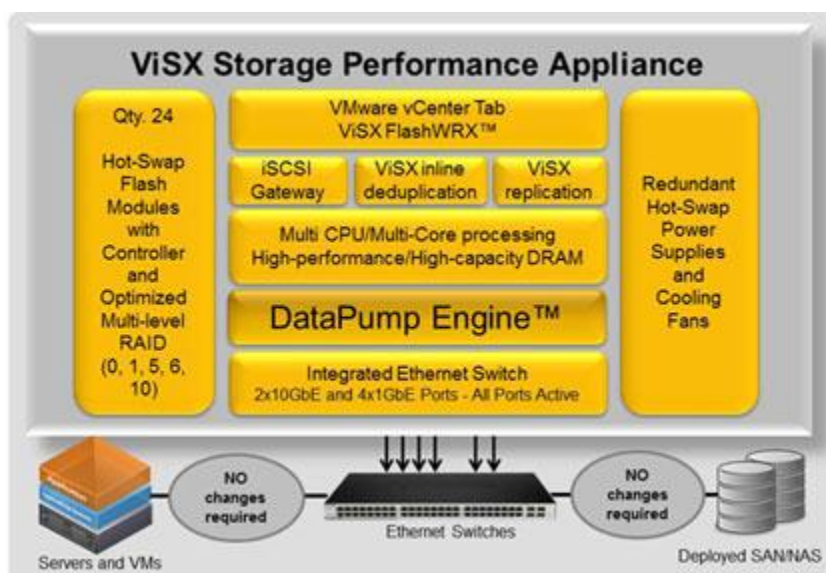 ViSX Storage Performance Appliance
Qty. 24
Hot-Swap
Flash
Modules
with
Controller
and
Optimized
Multi-level
RAID
(0, 1, 5, 6,
10)
VMware vCenter Tab
ViSX FlashWRX™
iSCSI
Gateway
ViSX inline
deduplication
ViSX
replication
Multi CPU/Multi-Core processing
High-performance/High-capacity DRAM
DataPump Engine™
Integrated Ethernet Switch
2x10GbE and 4x1GbE Ports - All Ports Active
Redundant
Hot-Swap
Power
Supplies
and
Cooling
Fans
NO
changes
required
NO
changes
required
Servers and VMs
Ethernet Switches
Deployed SAN/NAS